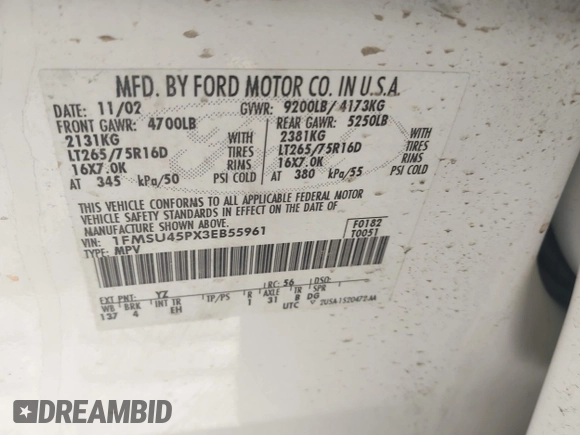 MFD. BY FORD MOTOR CO. IN U.S.A.
DATE: 11/02 GVWR: 9200LB/ 4173KG
FRONT GAWR: 4700LB REAR GAWR: 5250LB
2131KG WITH 2381KG WITH
LT265/75R16D TIRES LT265/75R16D TIRES
16X7.0K RIMS 16X7.0K RIMS
AT 345 kPa/50 PSI COLD AT 380 kPa/55 PSI COLD
THIS VEHICLE CONFORMS TO ALL APPLICABLE FEDERAL MOTOR
VEHICLE SAFETY STANDARDS IN EFFECT ON THE DATE OF
MANUFACTURE SHOWN ABOVE.
VIN: 1FMSU45PX3EB55961 F0182
TYPE: MPV T0051
EXT PNT: YZ RC: 56 DSO:
WB BRK INT TR TP/PS R AXLE TR SPR
137 4 EH 1 31 B DG
UTC
DREAMBID